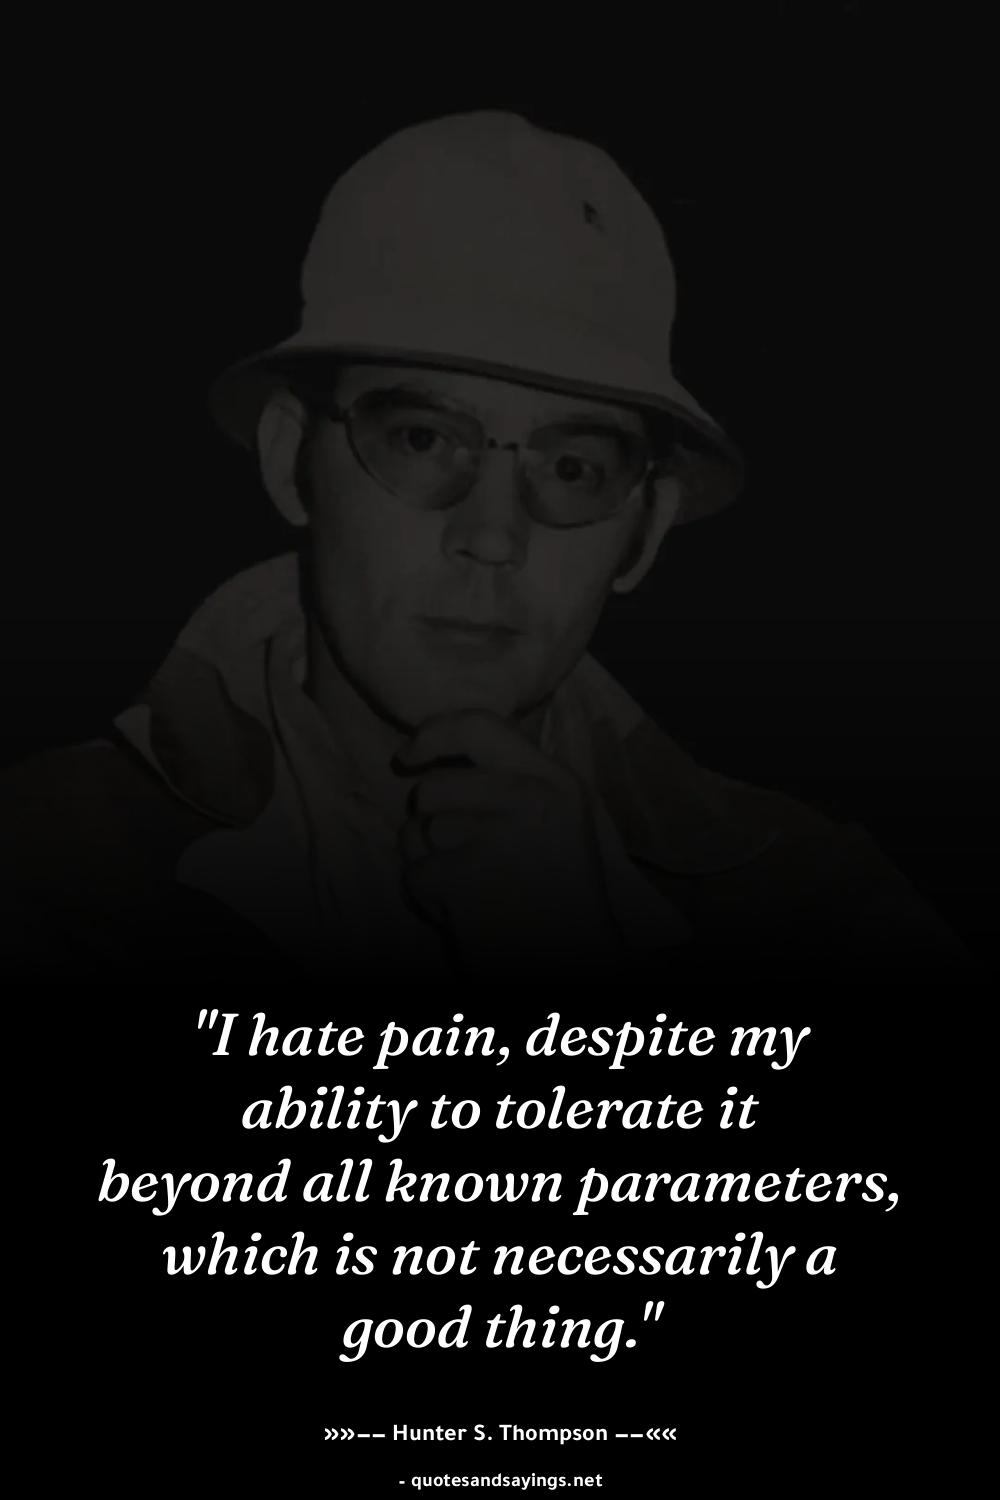 "I hate pain, despite my
ability to tolerate it
beyond all known parameters,
which is not necessarily a
good thing."
»»−− Hunter S. Thompson −−««
- quotesandsayings.net